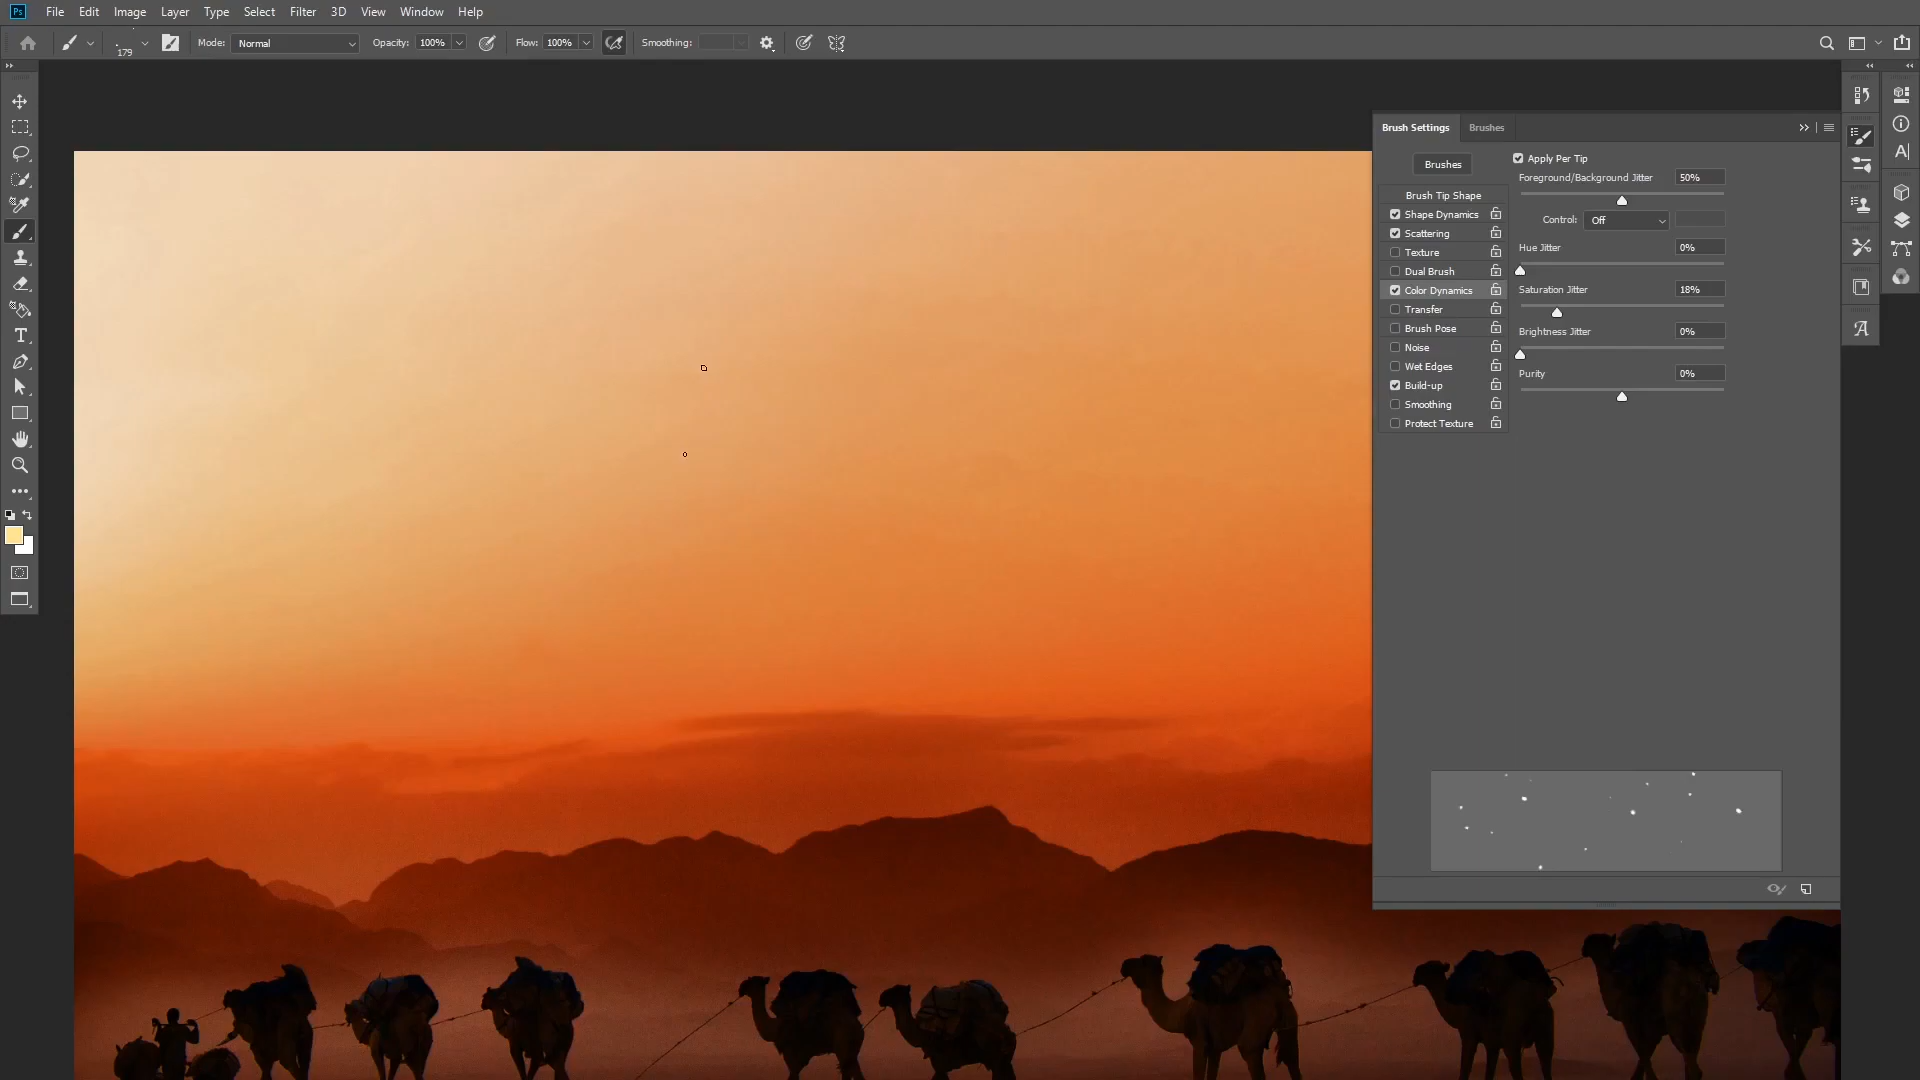 Ps File Edit Image Layer Type Select Filter 3D View Window Help
179 Mode: Normal Opacity: 100% Flow: 100% Smoothing:
Brush Settings Brushes
Brushes
Apply Per Tip
Foreground/Background Jitter 50%
Brush Tip Shape
Shape Dynamics
Control: Off
Scattering
Hue Jitter 0%
Texture
Dual Brush
Color Dynamics
Saturation Jitter 18%
Transfer
Brush Pose
Brightness Jitter 0%
Noise
Wet Edges
Purity 0%
Build-up
Smoothing
Protect Texture